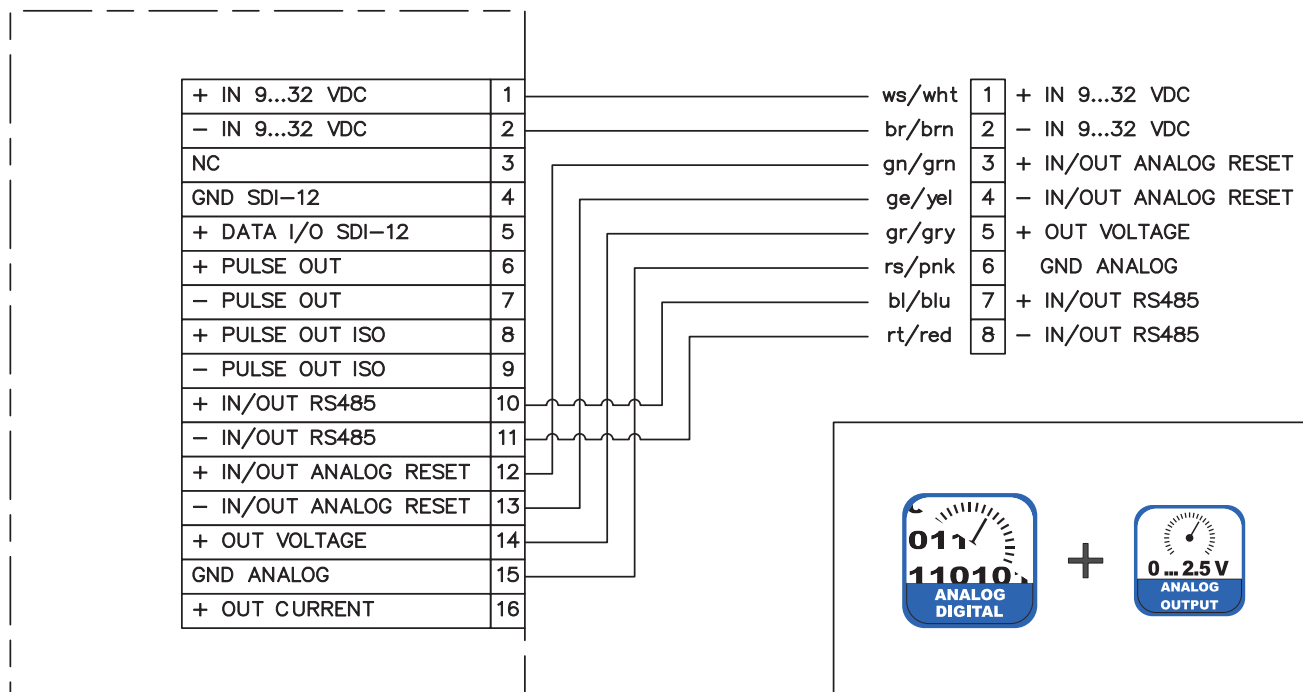 + IN 9...32 VDC 1
− IN 9...32 VDC 2
NC 3
GND SDI−12 4
+ DATA I/O SDI−12 5
+ PULSE OUT 6
− PULSE OUT 7
+ PULSE OUT ISO 8
− PULSE OUT ISO 9
+ IN/OUT RS485 10
− IN/OUT RS485 11
+ IN/OUT ANALOG RESET 12
− IN/OUT ANALOG RESET 13
+ OUT VOLTAGE 14
GND ANALOG 15
+ OUT CURRENT 16
ws/wht 1 + IN 9...32 VDC
br/brn 2 − IN 9...32 VDC
gn/grn 3 + IN/OUT ANALOG RESET
ge/yel 4 − IN/OUT ANALOG RESET
gr/gry 5 + OUT VOLTAGE
rs/pnk 6 GND ANALOG
bl/blu 7 + IN/OUT RS485
rt/red 8 − IN/OUT RS485
011
11010
ANALOG
DIGITAL
+
0 ... 2.5 V
ANALOG
OUTPUT